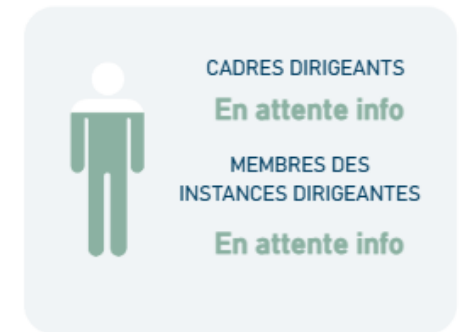 CADRES DIRIGEANTS
En attente info
MEMBRES DES
INSTANCES DIRIGEANTES
En attente info